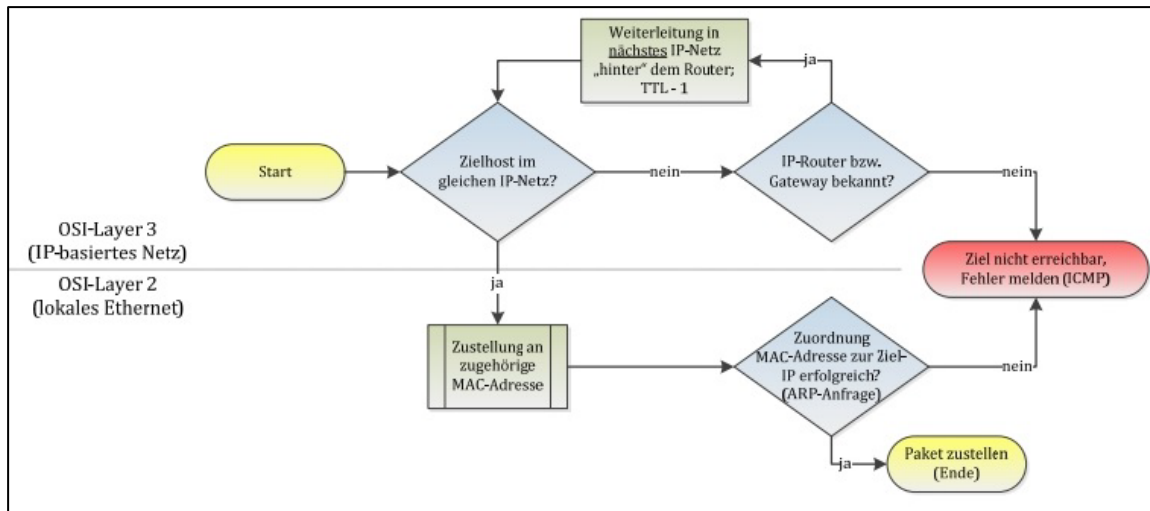 Weiterleitung in
nächstes IP-Netz
„hinter“ dem Router;
TTL - 1
ja
Start
Zielhost im
gleichen IP-Netz?
nein
IP-Router bzw.
Gateway bekannt?
nein
OSI-Layer 3
(IP-basiertes Netz)
Ziel nicht erreichbar,
Fehler melden (ICMP)
OSI-Layer 2
(lokales Ethernet)
ja
Zustellung an
zugehörige
MAC-Adresse
Zuordnung
MAC-Adresse zur Ziel-
IP erfolgreich?
(ARP-Anfrage)
nein
ja
Paket zustellen
(Ende)